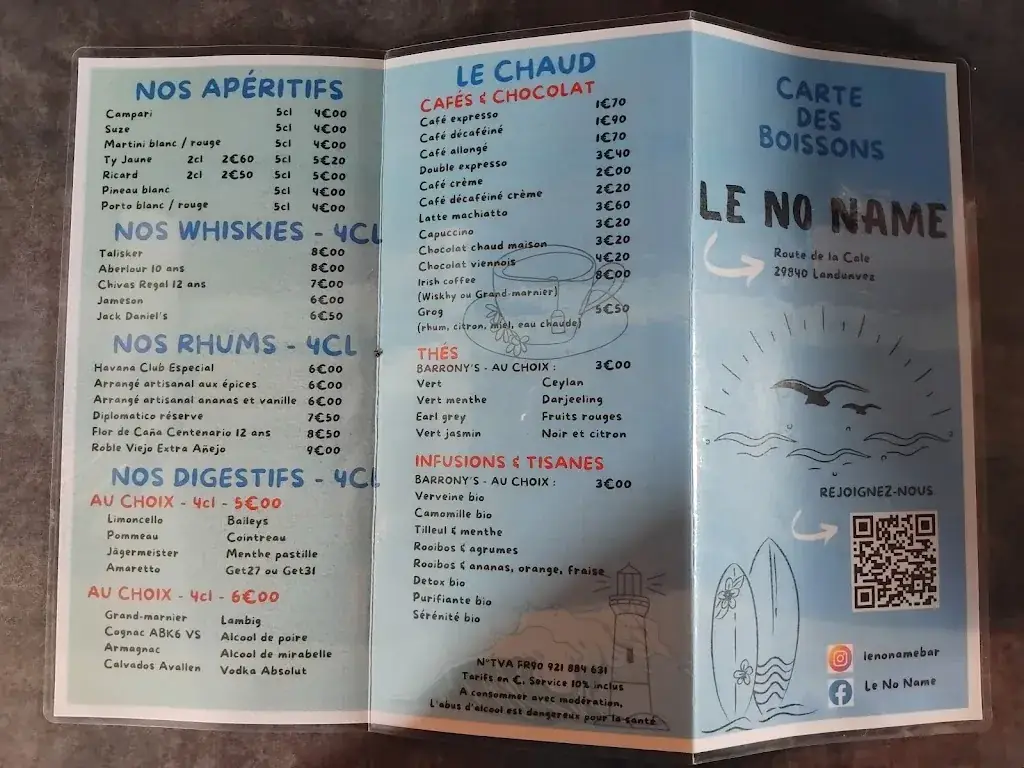 NOS APÉRITIFS
Campari 5cl 4€00
Suze 5cl 4€00
Martini blanc / rouge 5cl 4€00
Ty Jaune 2cl 2€60 5cl 5€20
Ricard 2cl 2€50 5cl 5€00
Pineau blanc 5cl 4€00
Porto blanc / rouge 5cl 4€00
NOS WHISKIES - 4CL
Talisker 8€00
Aberlour 10 ans 8€00
Chivas Regal 12 ans 7€00
Jameson 6€00
Jack Daniel's 6€50
NOS RHUMS - 4CL
Havana Club Especial 6€00
Arrangé artisanal aux épices 6€00
Arrangé artisanal ananas et vanille 6€00
Diplomatico réserve 7€50
Flor de Caña Centenario 12 ans 8€50
Roble Viejo Extra Añejo 9€00
NOS DIGESTIFS - 4CL
AU CHOIX - 4cl - 5€00
Limoncello Baileys
Pommeau Cointreau
Jägermeister Menthe pastille
Amaretto Get27 ou Get31
AU CHOIX - 4cl - 6€00
Grand-marnier Lambig
Cognac ABK6 VS Alcool de poire
Armagnac Alcool de mirabelle
Calvados Avallen Vodka Absolut
LE CHAUD
CAFÉS & CHOCOLAT
Café expresso 1€70
Café décaféiné 1€90
Café allongé 1€70
Double expresso 3€40
Café crème 2€00
Café décaféiné crème 2€20
Latte machiatto 3€60
Capuccino 3€20
Chocolat chaud maison 3€20
Chocolat viennois 4€20
Irish coffee 8€00
(Wiskhy ou Grand-marnier)
Grog 5€50
(rhum, citron, miel, eau chaude)
THÉS
BARRONY'S - AU CHOIX : 3€00
Vert Ceylan
Vert menthe Darjeeling
Earl grey Fruits rouges
Vert jasmin Noir et citron
INFUSIONS & TISANES
BARRONY'S - AU CHOIX : 3€00
Verveine bio
Camomille bio
Tilleul & menthe
Rooibos & agrumes
Rooibos & ananas, orange, fraise
Detox bio
Purifiante bio
Sérénité bio
N°TVA FR90 921 884 631
Tarifs en €. Service 10% inclus
A consommer avec modération,
L'abus d'alcool est dangereux pour la santé
CARTE
DES
BOISSONS
LE NO NAME
Route de la Cale
29840 Landunvez
REJOIGNEZ-NOUS
lenonamebar
Le No Name